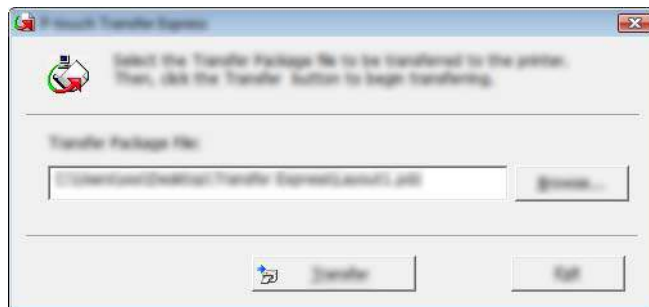 P-touch Transfer Express
Select the Transfer Package file to be transferred to the printer.
Then, click the Transfer button to begin transferring.
Transfer Package File:
Browse...
Transfer
Exit